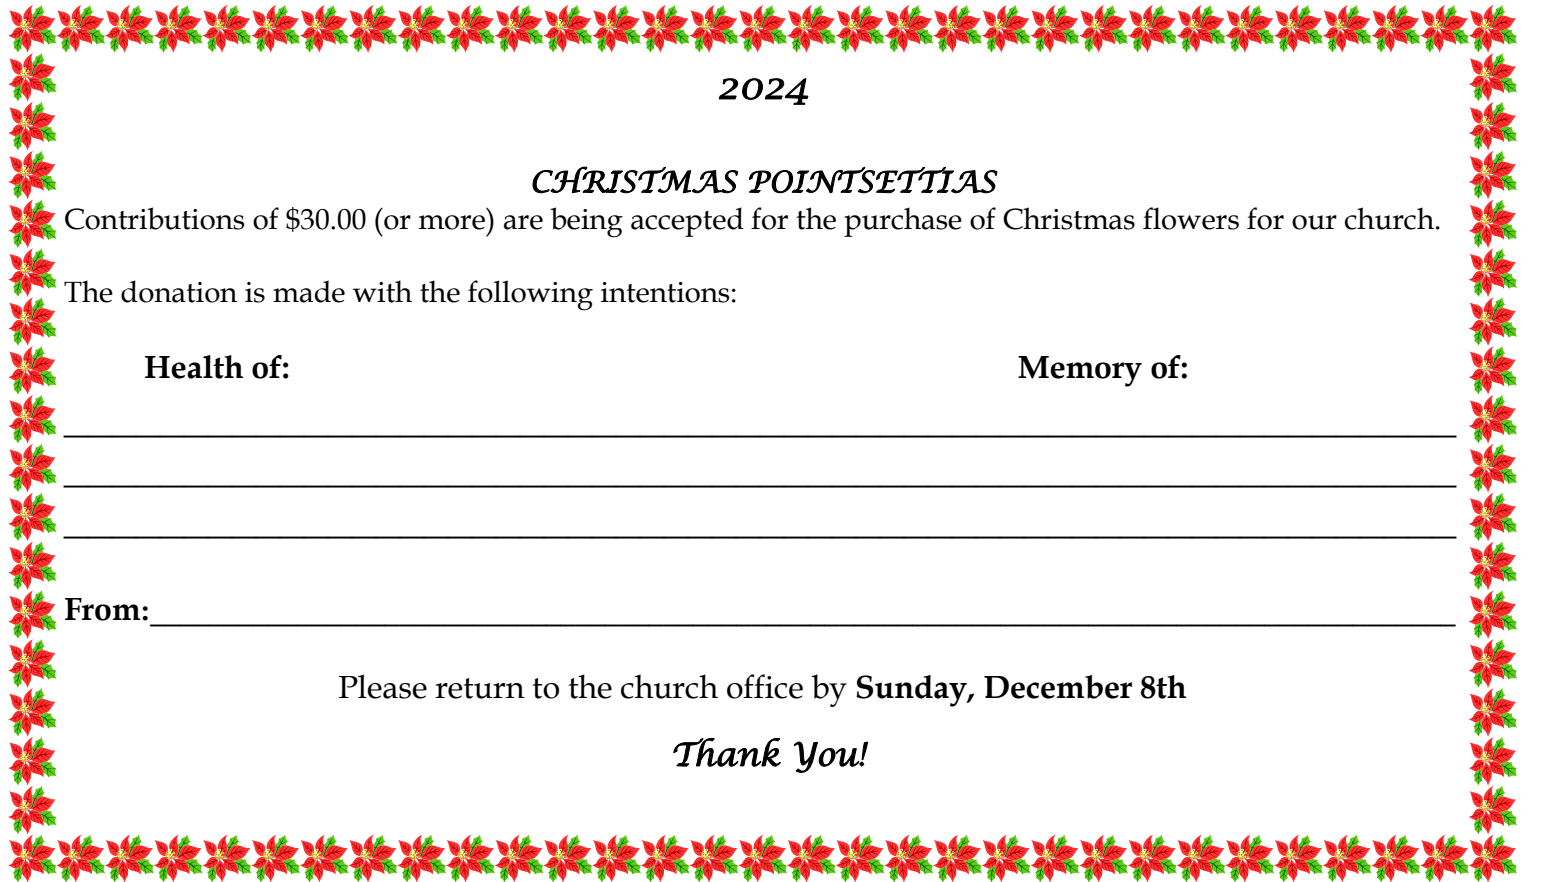 2024
CHRISTMAS POINTSETTIAS
Contributions of $30.00 (or more) are being accepted for the purchase of Christmas flowers for our church.
The donation is made with the following intentions:
Health of: Memory of:
From:
Please return to the church office by Sunday, December 8th
Thank You!